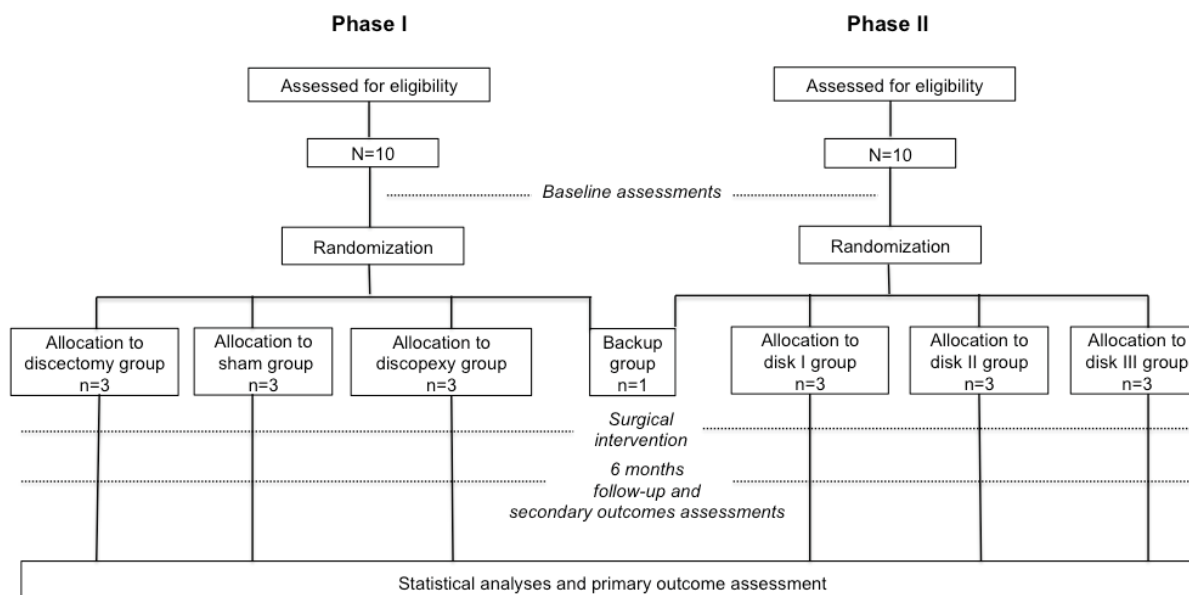 Phase I
Phase II
Assessed for eligibility
Assessed for eligibility
N=10
N=10
Baseline assessments
Randomization
Randomization
Allocation to
discectomy group
n=3
Allocation to
sham group
n=3
Allocation to
discopexy group
n=3
Backup
group
n=1
Allocation to
disk I group
n=3
Allocation to
disk II group
n=3
Allocation to
disk III group
n=3
Surgical
intervention
6 months
follow-up and
secondary outcomes assessments
Statistical analyses and primary outcome assessment